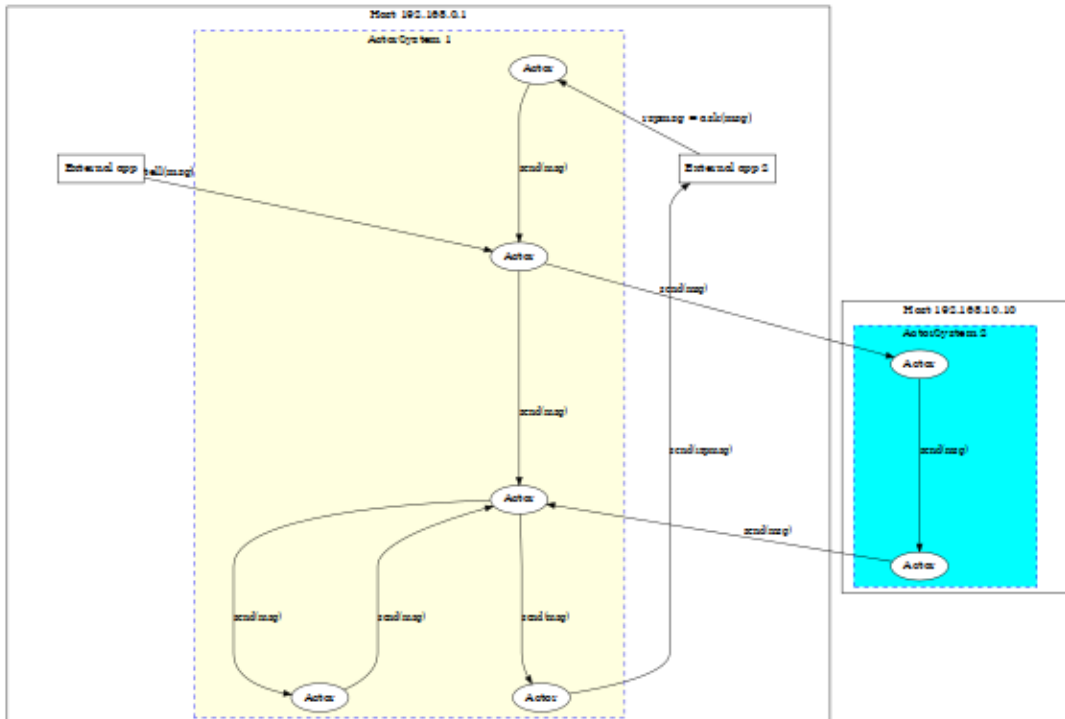 Host 192.168.0.1
ActorSystem 1
Actor
rspmsg = ask(msg)
External app
tell(msg)
send(msg)
External app 2
Actor
send(msg)
Host 192.168.10.10
ActorSystem 2
Actor
send(msg)
send(rspmsg)
send(msg)
Actor
send(msg)
Actor
send(msg)
send(msg)
send(msg)
Actor
Actor